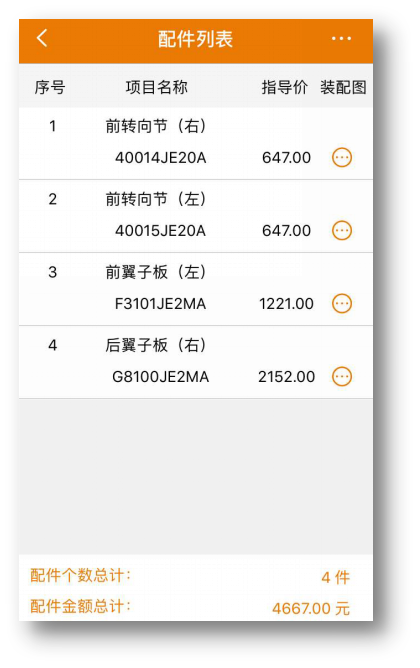 配件列表
序号 项目名称 指导价 装配图
1 前转向节（右）
40014JE20A 647.00
2 前转向节（左）
40015JE20A 647.00
3 前翼子板（左）
F3101JE2MA 1221.00
4 后翼子板（右）
G8100JE2MA 2152.00
配件个数总计： 4 件
配件金额总计： 4667.00 元